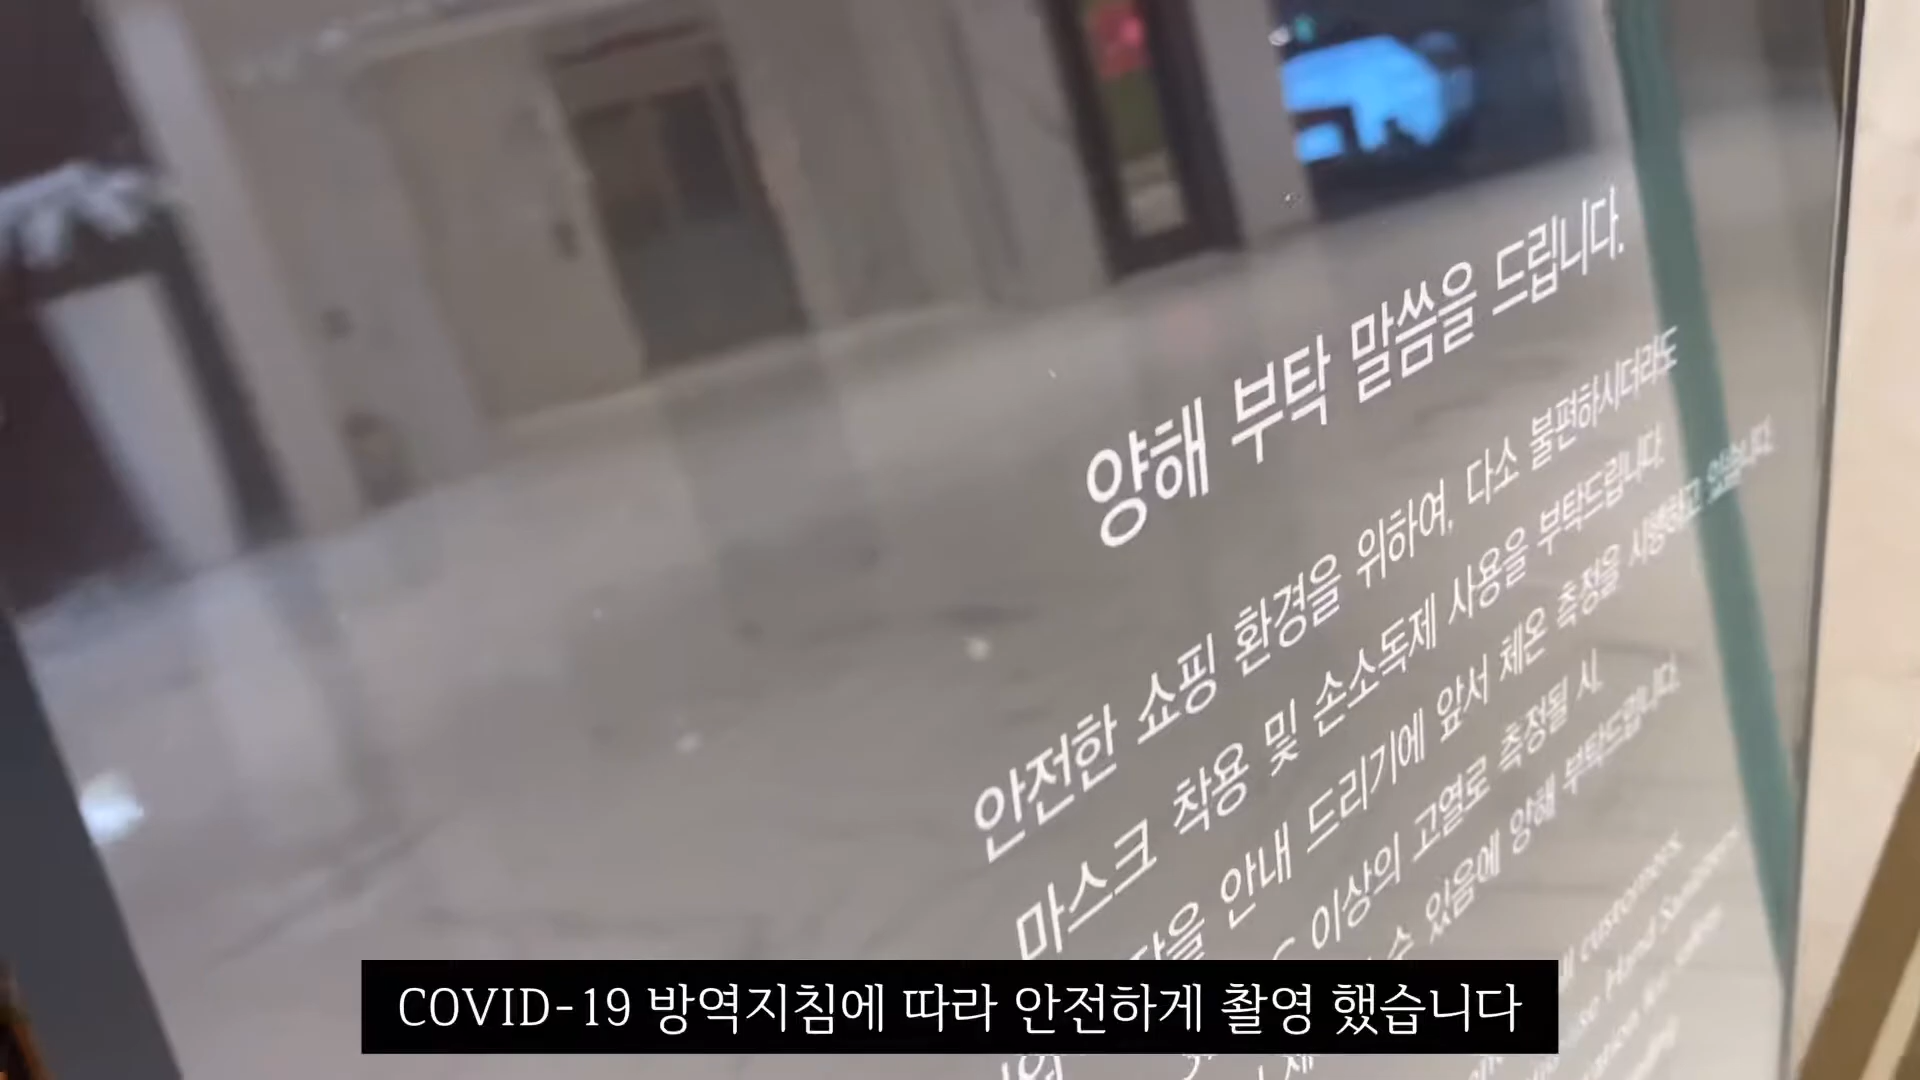 양해 부탁 말씀을 드립니다.
안전한 쇼핑 환경을 위하여, 다소 불편하시더라도
마스크 착용 및 손소독제 사용을 부탁드립니다.
안내 드리기에 앞서 체온 측정을 시행하고 있습니다.
이상의 고열로 측정될 시,
수 있음에 양해 부탁드립니다.
customers
Hand Sanitizers
COVID-19 방역지침에 따라 안전하게 촬영 했습니다